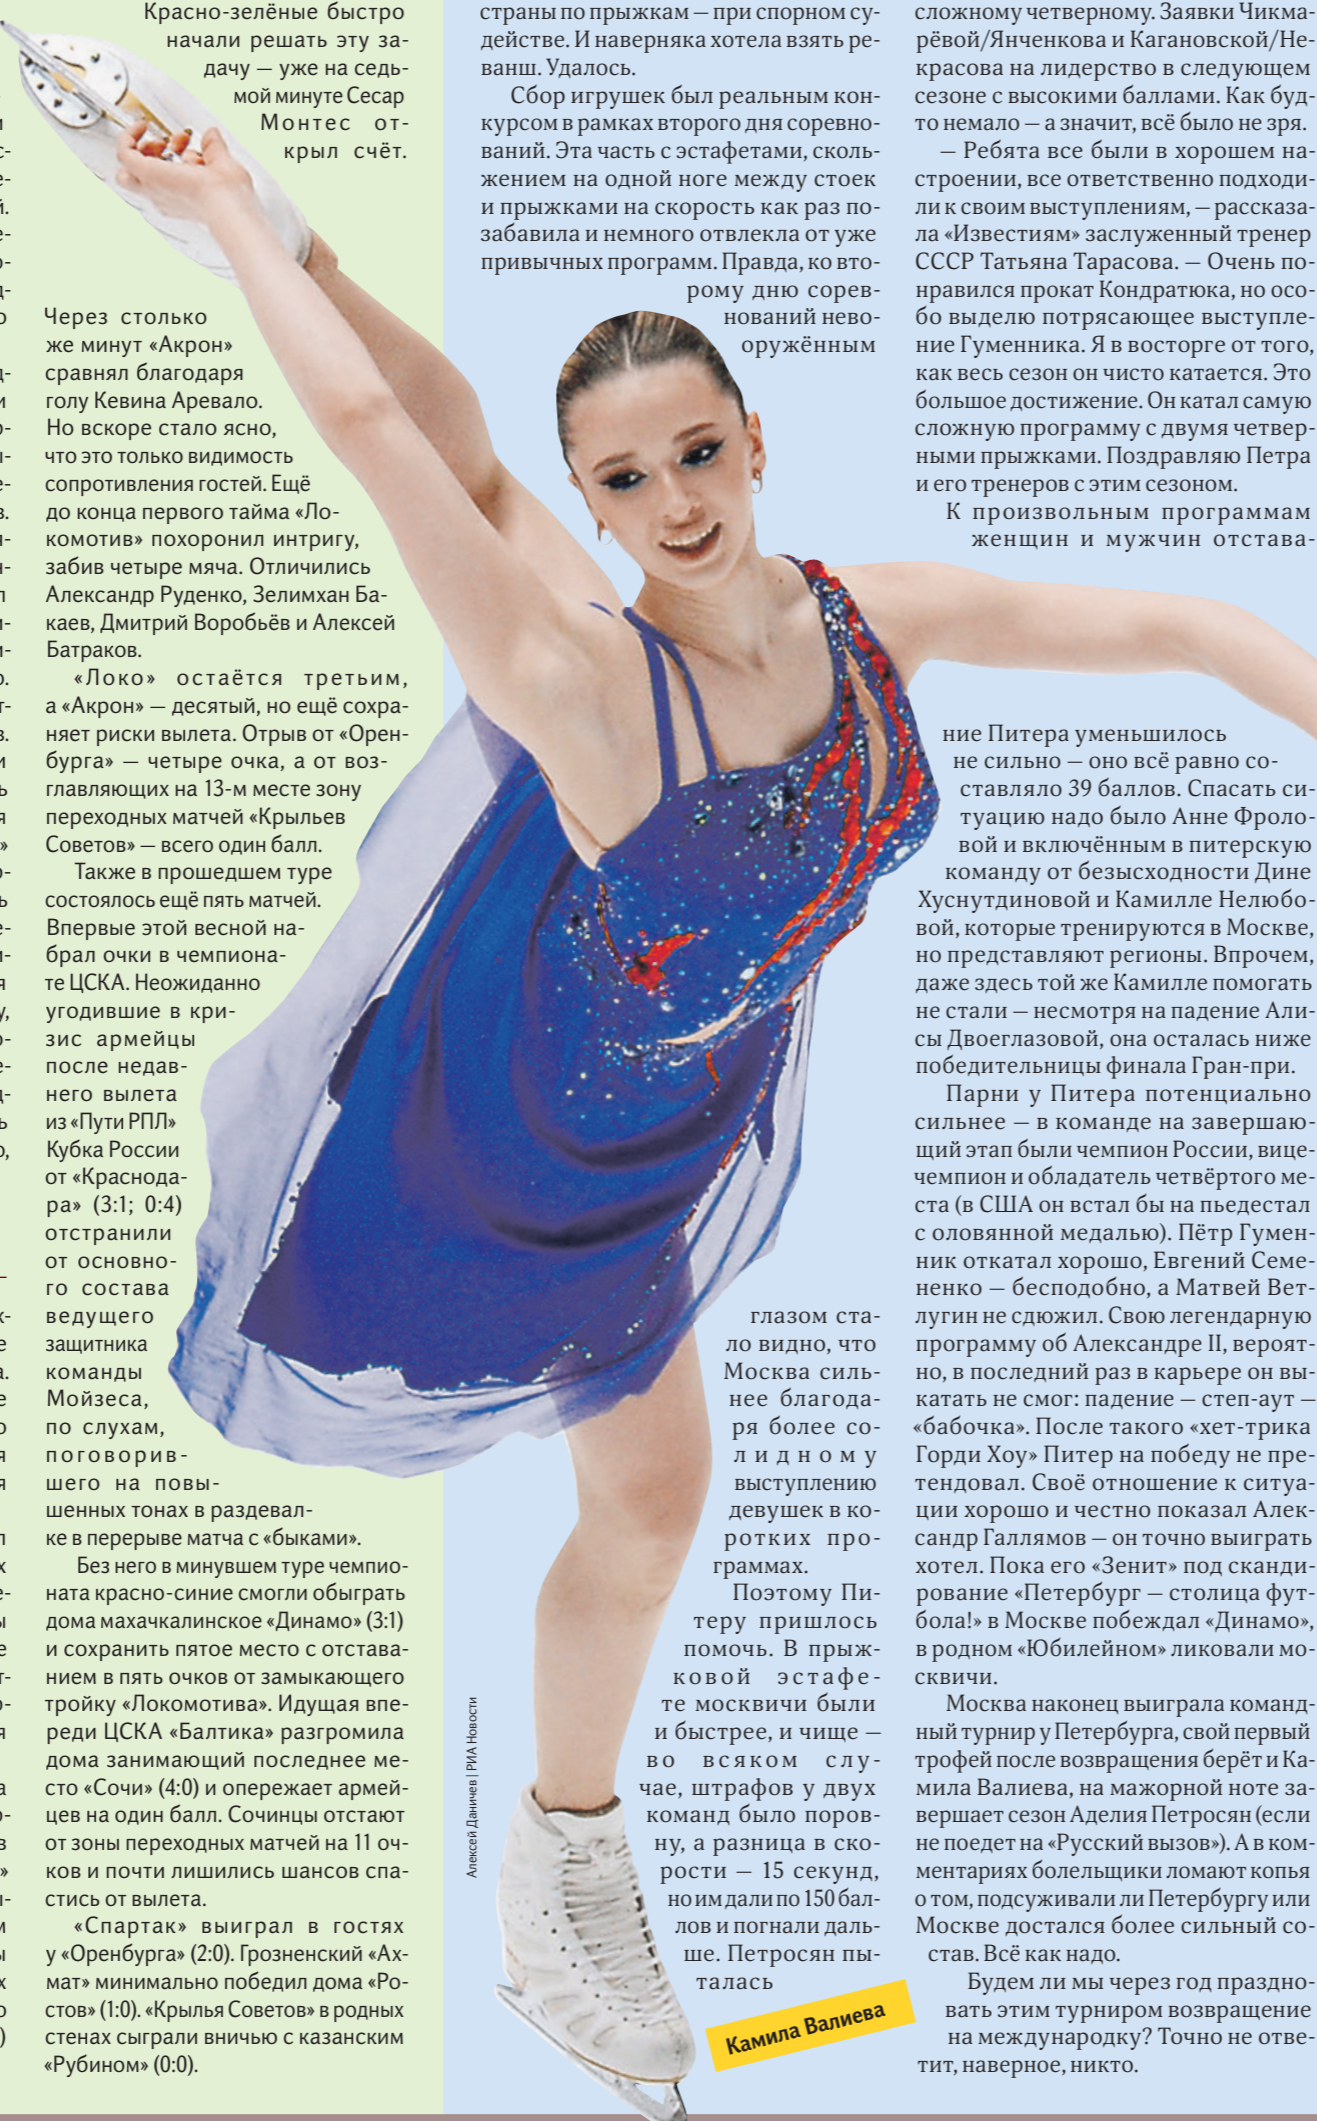 Красно-зелёные быстро
начали решать эту за-
дачу — уже на седь-
мой минуте Сесар
Монтес от-
крыл счёт.
Через столько
же минут «Акрон»
сравнял благодаря
голу Кевина Аревало.
Но вскоре стало ясно,
что это только видимость
сопротивления гостей. Ещё
до конца первого тайма «Ло-
комотив» похоронил интригу,
забив четыре мяча. Отличились
Александр Руденко, Зелимхан Ба-
каев, Дмитрий Воробьёв и Алексей
Батраков.
«Локо» остаётся третьим,
а «Акрон» — десятый, но ещё сохра-
няет риски вылета. Отрыв от «Орен-
бурга» — четыре очка, а от воз-
главляющих на 13-м месте зону
переходных матчей «Крыльев
Советов» — всего один балл.
Также в прошедшем туре
состоялось ещё пять матчей.
Впервые этой весной на-
брал очки в чемпиона-
те ЦСКА. Неожиданно
угодившие в кри-
зис армейцы
после недав-
него вылета
из «Пути РПЛ»
Кубка России
от «Краснода-
ра» (3:1; 0:4)
отстранили
от основно-
го состава
ведущего
защитника
команды
Мойзеса,
по слухам,
поговорив-
шего на повы-
шенных тонах в раздевал-
ке в перерыве матча с «быками».
Без него в минувшем туре чемпио-
ната красно-синие смогли обыграть
дома махачкалинское «Динамо» (3:1)
и сохранить пятое место с отстава-
нием в пять очков от замыкающего
тройку «Локомотива». Идущая впе-
реди ЦСКА «Балтика» разгромила
дома занимающий последнее ме-
сто «Сочи» (4:0) и опережает армей-
цев на один балл. Сочинцы отстают
от зоны переходных матчей на 11 оч-
ков и почти лишились шансов спа-
стись от вылета.
«Спартак» выиграл в гостях
у «Оренбурга» (2:0). Грозненский «Ах-
мат» минимально победил дома «Ро-
стов» (1:0). «Крылья Советов» в родных
стенах сыграли вничью с казанским
«Рубином» (0:0).
страны по прыжкам — при спорном су-
действе. И наверняка хотела взять ре-
ванш. Удалось.
Сбор игрушек был реальным кон-
курсом в рамках второго дня соревно-
ваний. Эта часть с эстафетами, сколь-
жением на одной ноге между стоек
и прыжками на скорость как раз по-
забавила и немного отвлекла от уже
привычных программ. Правда, ко вто-
рому дню сорев-
нований нево-
оружённым
глазом ста-
ло видно, что
Москва силь-
нее благода-
ря более со-
лидному
выступлению
девушек в ко-
ротких про-
граммах.
Поэтому Пи-
теру пришлось
помочь. В прыж-
ковой эстафе-
те москвичи были
и быстрее, и чище —
во всяком слу-
чае, штрафов у двух
команд было поров-
ну, а разница в ско-
рости — 15 секунд,
но им дали по 150 бал-
лов и погнали даль-
ше. Петросян пы-
талась
Алексей Даничев | РИА Новости
Камила Валиева
сложному четверному. Заявки Чикма-
рёвой/Янченкова и Кагановской/Не-
красова на лидерство в следующем
сезоне с высокими баллами. Как буд-
то немало — а значит, всё было не зря.
— Ребята все были в хорошем на-
строении, все ответственно подходи-
ли к своим выступлениям, — рассказа-
ла «Известиям» заслуженный тренер
СССР Татьяна Тарасова. — Очень по-
нравился прокат Кондратюка, но осо-
бо выделю потрясающее выступле-
ние Гуменника. Я в восторге от того,
как весь сезон он чисто катается. Это
большое достижение. Он катал самую
сложную программу с двумя четвер-
ными прыжками. Поздравляю Петра
и его тренеров с этим сезоном.
К произвольным программам
женщин и мужчин отстава-
ние Питера уменьшилось
не сильно — оно всё равно со-
ставляло 39 баллов. Спасать си-
туацию надо было Анне Фроло-
вой и включённым в питерскую
команду от безысходности Дине
Хуснутдиновой и Камилле Нелюбо-
вой, которые тренируются в Москве,
но представляют регионы. Впрочем,
даже здесь той же Камилле помогать
не стали — несмотря на падение Али-
сы Двоеглазовой, она осталась ниже
победительницы финала Гран-при.
Парни у Питера потенциально
сильнее — в команде на завершаю-
щий этап были чемпион России, вице-
чемпион и обладатель четвёртого ме-
ста (в США он встал бы на пьедестал
с оловянной медалью). Пётр Гумен-
ник откатал хорошо, Евгений Семе-
ненко — бесподобно, а Матвей Вет-
лугин не сдюжил. Свою легендарную
программу об Александре II, вероят-
но, в последний раз в карьере он вы-
катать не смог: падение — степ-аут —
«бабочка». После такого «хет-трика
Горди Хоу» Питер на победу не пре-
тендовал. Своё отношение к ситуа-
ции хорошо и честно показал Алек-
сандр Галлямов — он точно выиграть
хотел. Пока его «Зенит» под сканди-
рование «Петербург — столица фут-
бола!» в Москве побеждал «Динамо»,
в родном «Юбилейном» ликовали мо-
сквичи.
Москва наконец выиграла команд-
ный турнир у Петербурга, свой первый
трофей после возвращения берёт и Ка-
мила Валиева, на мажорной ноте за-
вершает сезон Аделия Петросян (если
не поедет на «Русский вызов»). А в ком-
ментариях болельщики ломают копья
о том, подсуживали ли Петербургу или
Москве достался более сильный со-
став. Всё как надо.
Будем ли мы через год праздно-
вать этим турниром возвращение
на международку? Точно не отве-
тит, наверное, никто.